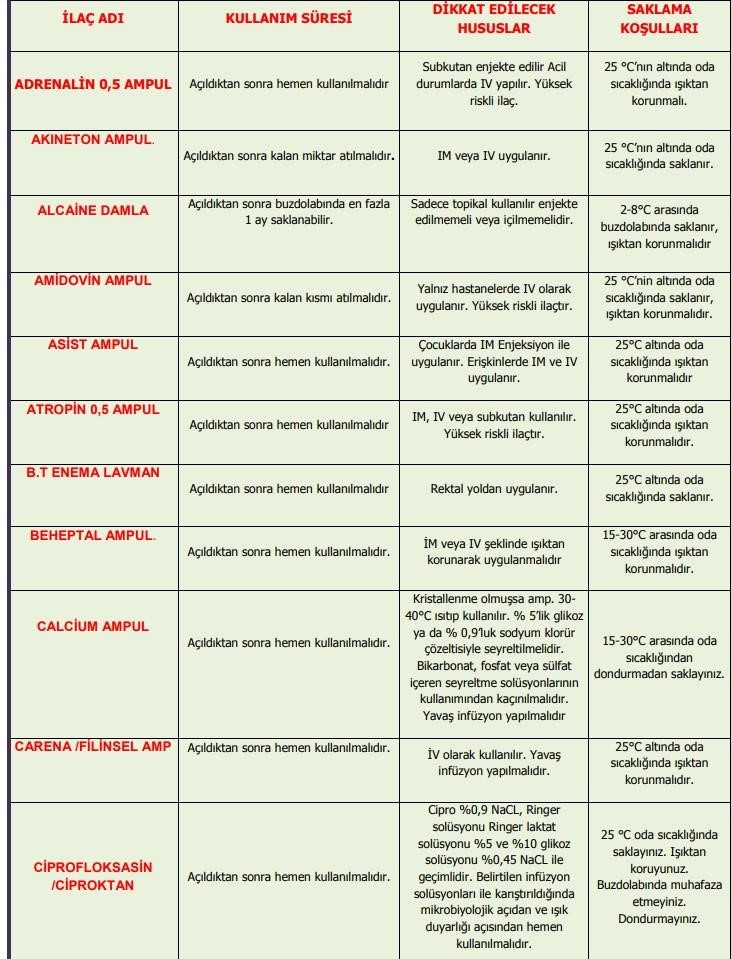 İLAÇ ADI
KULLANIM SÜRESİ
DİKKAT EDİLECEK
HUSUSLAR
SAKLAMA
KOŞULLARI
ADRENALİN 0,5 AMPUL
Açıldıktan sonra hemen kullanılmalıdır
Subkutan enjekte edilir Acil
durumlarda IV yapılır. Yüksek
riskli ilaç.
25 °C’nın altında oda
sıcaklığında ışıktan
korunmalı.
AKINETON AMPUL.
Açıldıktan sonra kalan miktar atılmalıdır.
IM veya IV uygulanır.
25 °C’nın altında oda
sıcaklığında saklanır.
ALCAİNE DAMLA
Açıldıktan sonra buzdolabında en fazla
1 ay saklanabilir.
Sadece topikal kullanılır enjekte
edilmemeli veya içilmemelidir.
2-8°C arasında
buzdolabında saklanır,
ışıktan korunmalıdır
AMİDOVİN AMPUL
Açıldıktan sonra kalan kısmı atılmalıdır.
Yalnız hastanelerde IV olarak
uygulanır. Yüksek riskli ilaçtır.
25 °C’nin altında oda
sıcaklığında saklanır,
ışıktan korunmalıdır.
ASİST AMPUL
Açıldıktan sonra hemen kullanılmalıdır.
Çocuklarda IM Enjeksiyon ile
uygulanır. Erişkinlerde IM ve IV
uygulanır.
25°C altında oda
sıcaklığında ışıktan
korunmalıdır
ATROPİN 0,5 AMPUL
Açıldıktan sonra hemen kullanılmalıdır
IM, IV veya subkutan kullanılır.
Yüksek riskli ilaçtır.
25°C altında oda
sıcaklığında ışıktan
korunmalıdır.
B.T ENEMA LAVMAN
Açıldıktan sonra hemen kullanılmalıdır
Rektal yoldan uygulanır.
25°C altında oda
sıcaklığında saklanır.
BEHEPTAL AMPUL.
Açıldıktan sonra hemen kullanılmalıdır.
İM veya IV şeklinde ışıktan
korunarak uygulanmalıdır
15-30°C arasında oda
sıcaklığında ışıktan
korunmalıdır.
CALCİUM AMPUL
Açıldıktan sonra hemen kullanılmalıdır.
Kristallenme olmuşsa amp. 30-
40°C ısıtıp kullanılır. % 5’lik glikoz
ya da % 0,9’luk sodyum klorür
çözeltisiyle seyreltilmelidir.
Bikarbonat, fosfat veya sülfat
içeren seyreltme solüsyonlarının
kullanımından kaçınılmalıdır.
Yavaş infüzyon yapılmalıdır
15-30°C arasında oda
sıcaklığından
dondurmadan saklayınız.
CARENA /FİLİNSEL AMP
Açıldıktan sonra hemen kullanılmalıdır.
İV olarak kullanılır. Yavaş
infüzyon yapılmalıdır.
25°C altında oda
sıcaklığında ışıktan
korunmalıdır.
CİPROFLOKSASİN
/CİPROKTAN
Açıldıktan sonra hemen kullanılmalıdır.
Cipro %0,9 NaCL, Ringer
solüsyonu Ringer laktat
solüsyonu %5 ve %10 glikoz
solüsyonu %0,45 NaCL ile
geçimlidir. Belirtilen infüzyon
solüsyonları ile karıştırıldığında
mikrobiyolojik açıdan ve ışık
duyarlığı açısından hemen
kullanılmalıdır.
25 °C oda sıcaklığında
saklayınız. Işıktan
koruyunuz.
Buzdolabında muhafaza
etmeyiniz.
Dondurmayınız.